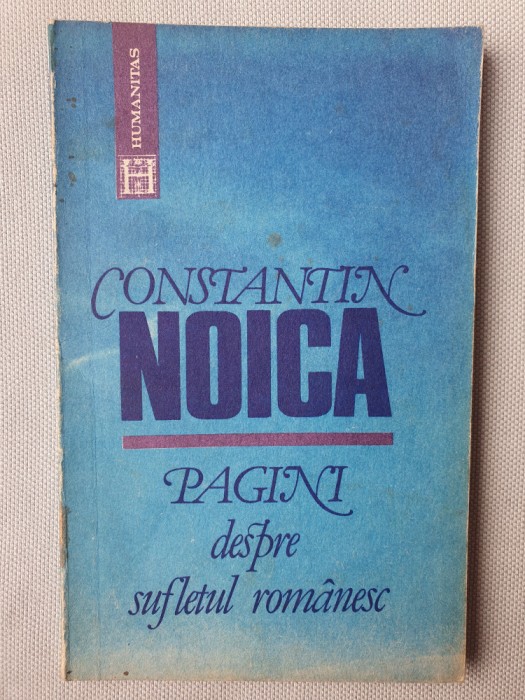 HUMANITAS
CONSTANTIN
NOICA
PAGINI
despre
sufletul românesc